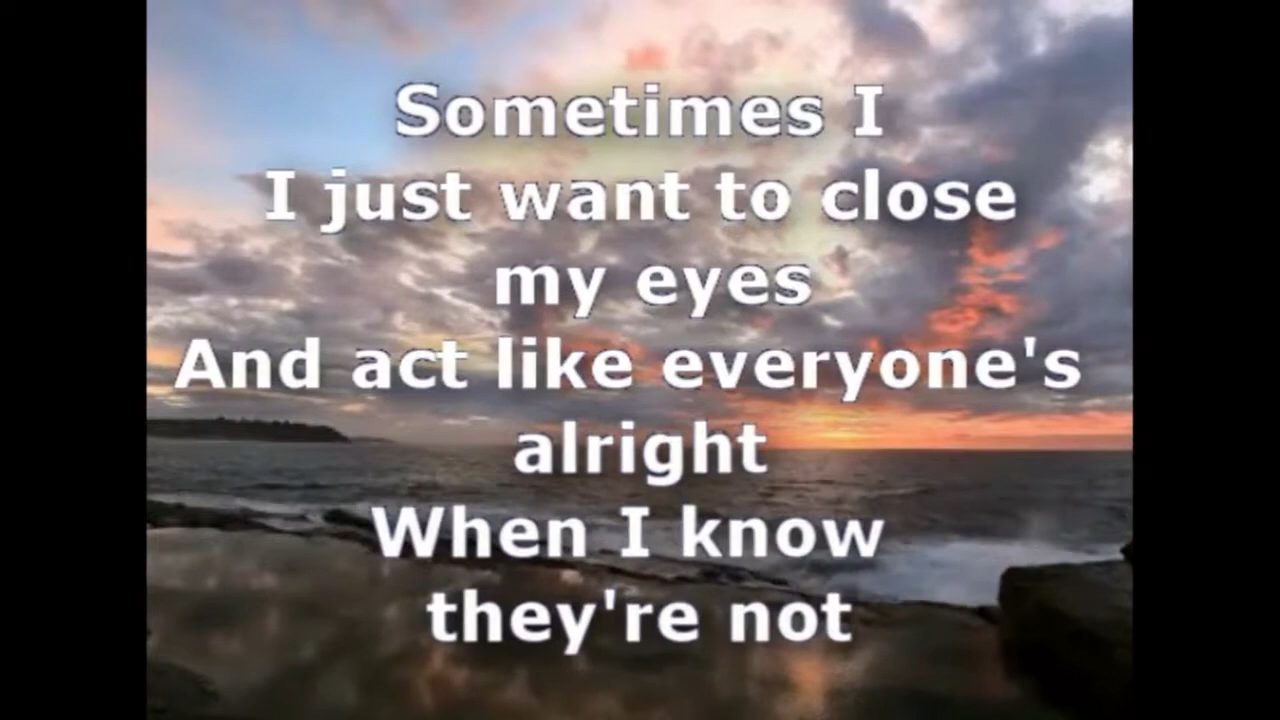 Sometimes I
I just want to close
my eyes
And act like everyone's
alright
When I know
they're not